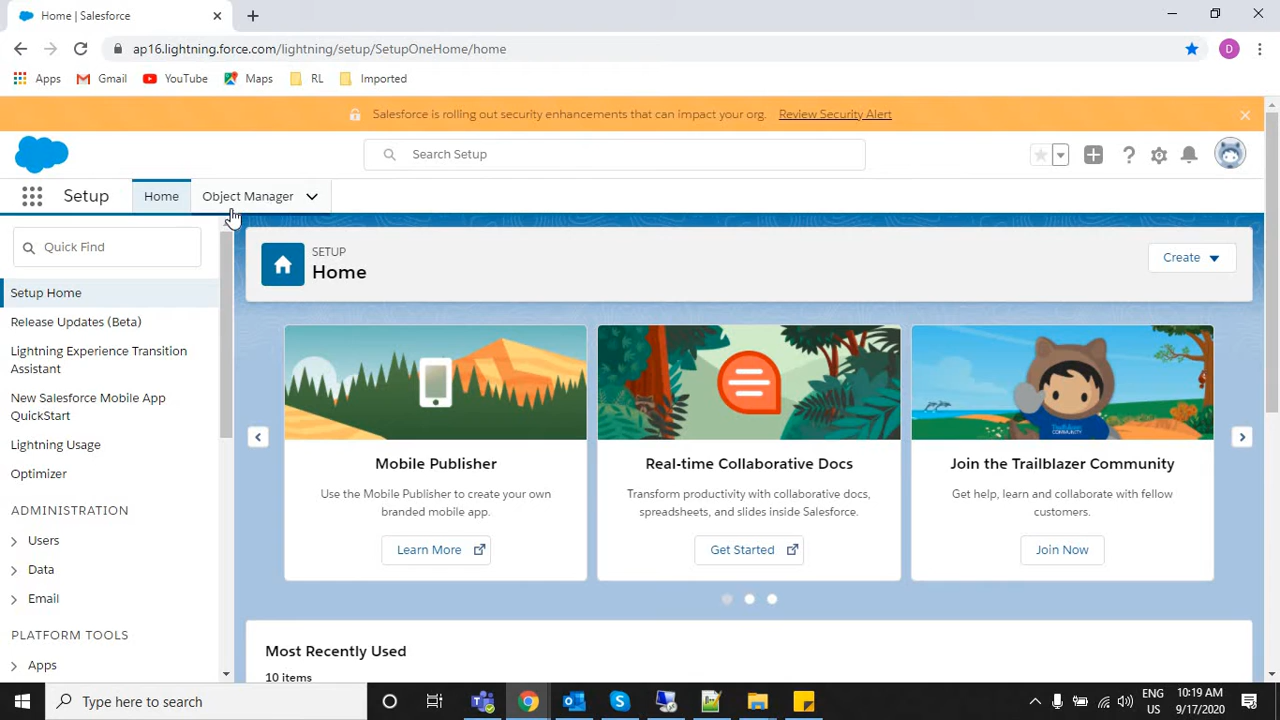 Home | Salesforce
ap16.lightning.force.com/lightning/setup/SetupOneHome/home
D
Apps Gmail YouTube Maps RL Imported
Salesforce is rolling out security enhancements that can impact your org. Review Security Alert
Search Setup
Setup Home Object Manager
Quick Find
Setup Home
Release Updates (Beta)
Lightning Experience Transition
Assistant
New Salesforce Mobile App
QuickStart
Lightning Usage
Optimizer
ADMINISTRATION
Users
Data
Email
PLATFORM TOOLS
Apps
SETUP
Home
Create
Mobile Publisher
Use the Mobile Publisher to create your own
branded mobile app.
Learn More
Real-time Collaborative Docs
Transform productivity with collaborative docs,
spreadsheets, and slides inside Salesforce.
Get Started
Join the Trailblazer Community
Get help, learn and collaborate with fellow
customers.
Join Now
Most Recently Used
10 items
Type here to search
ENG
US
10:19 AM
9/17/2020